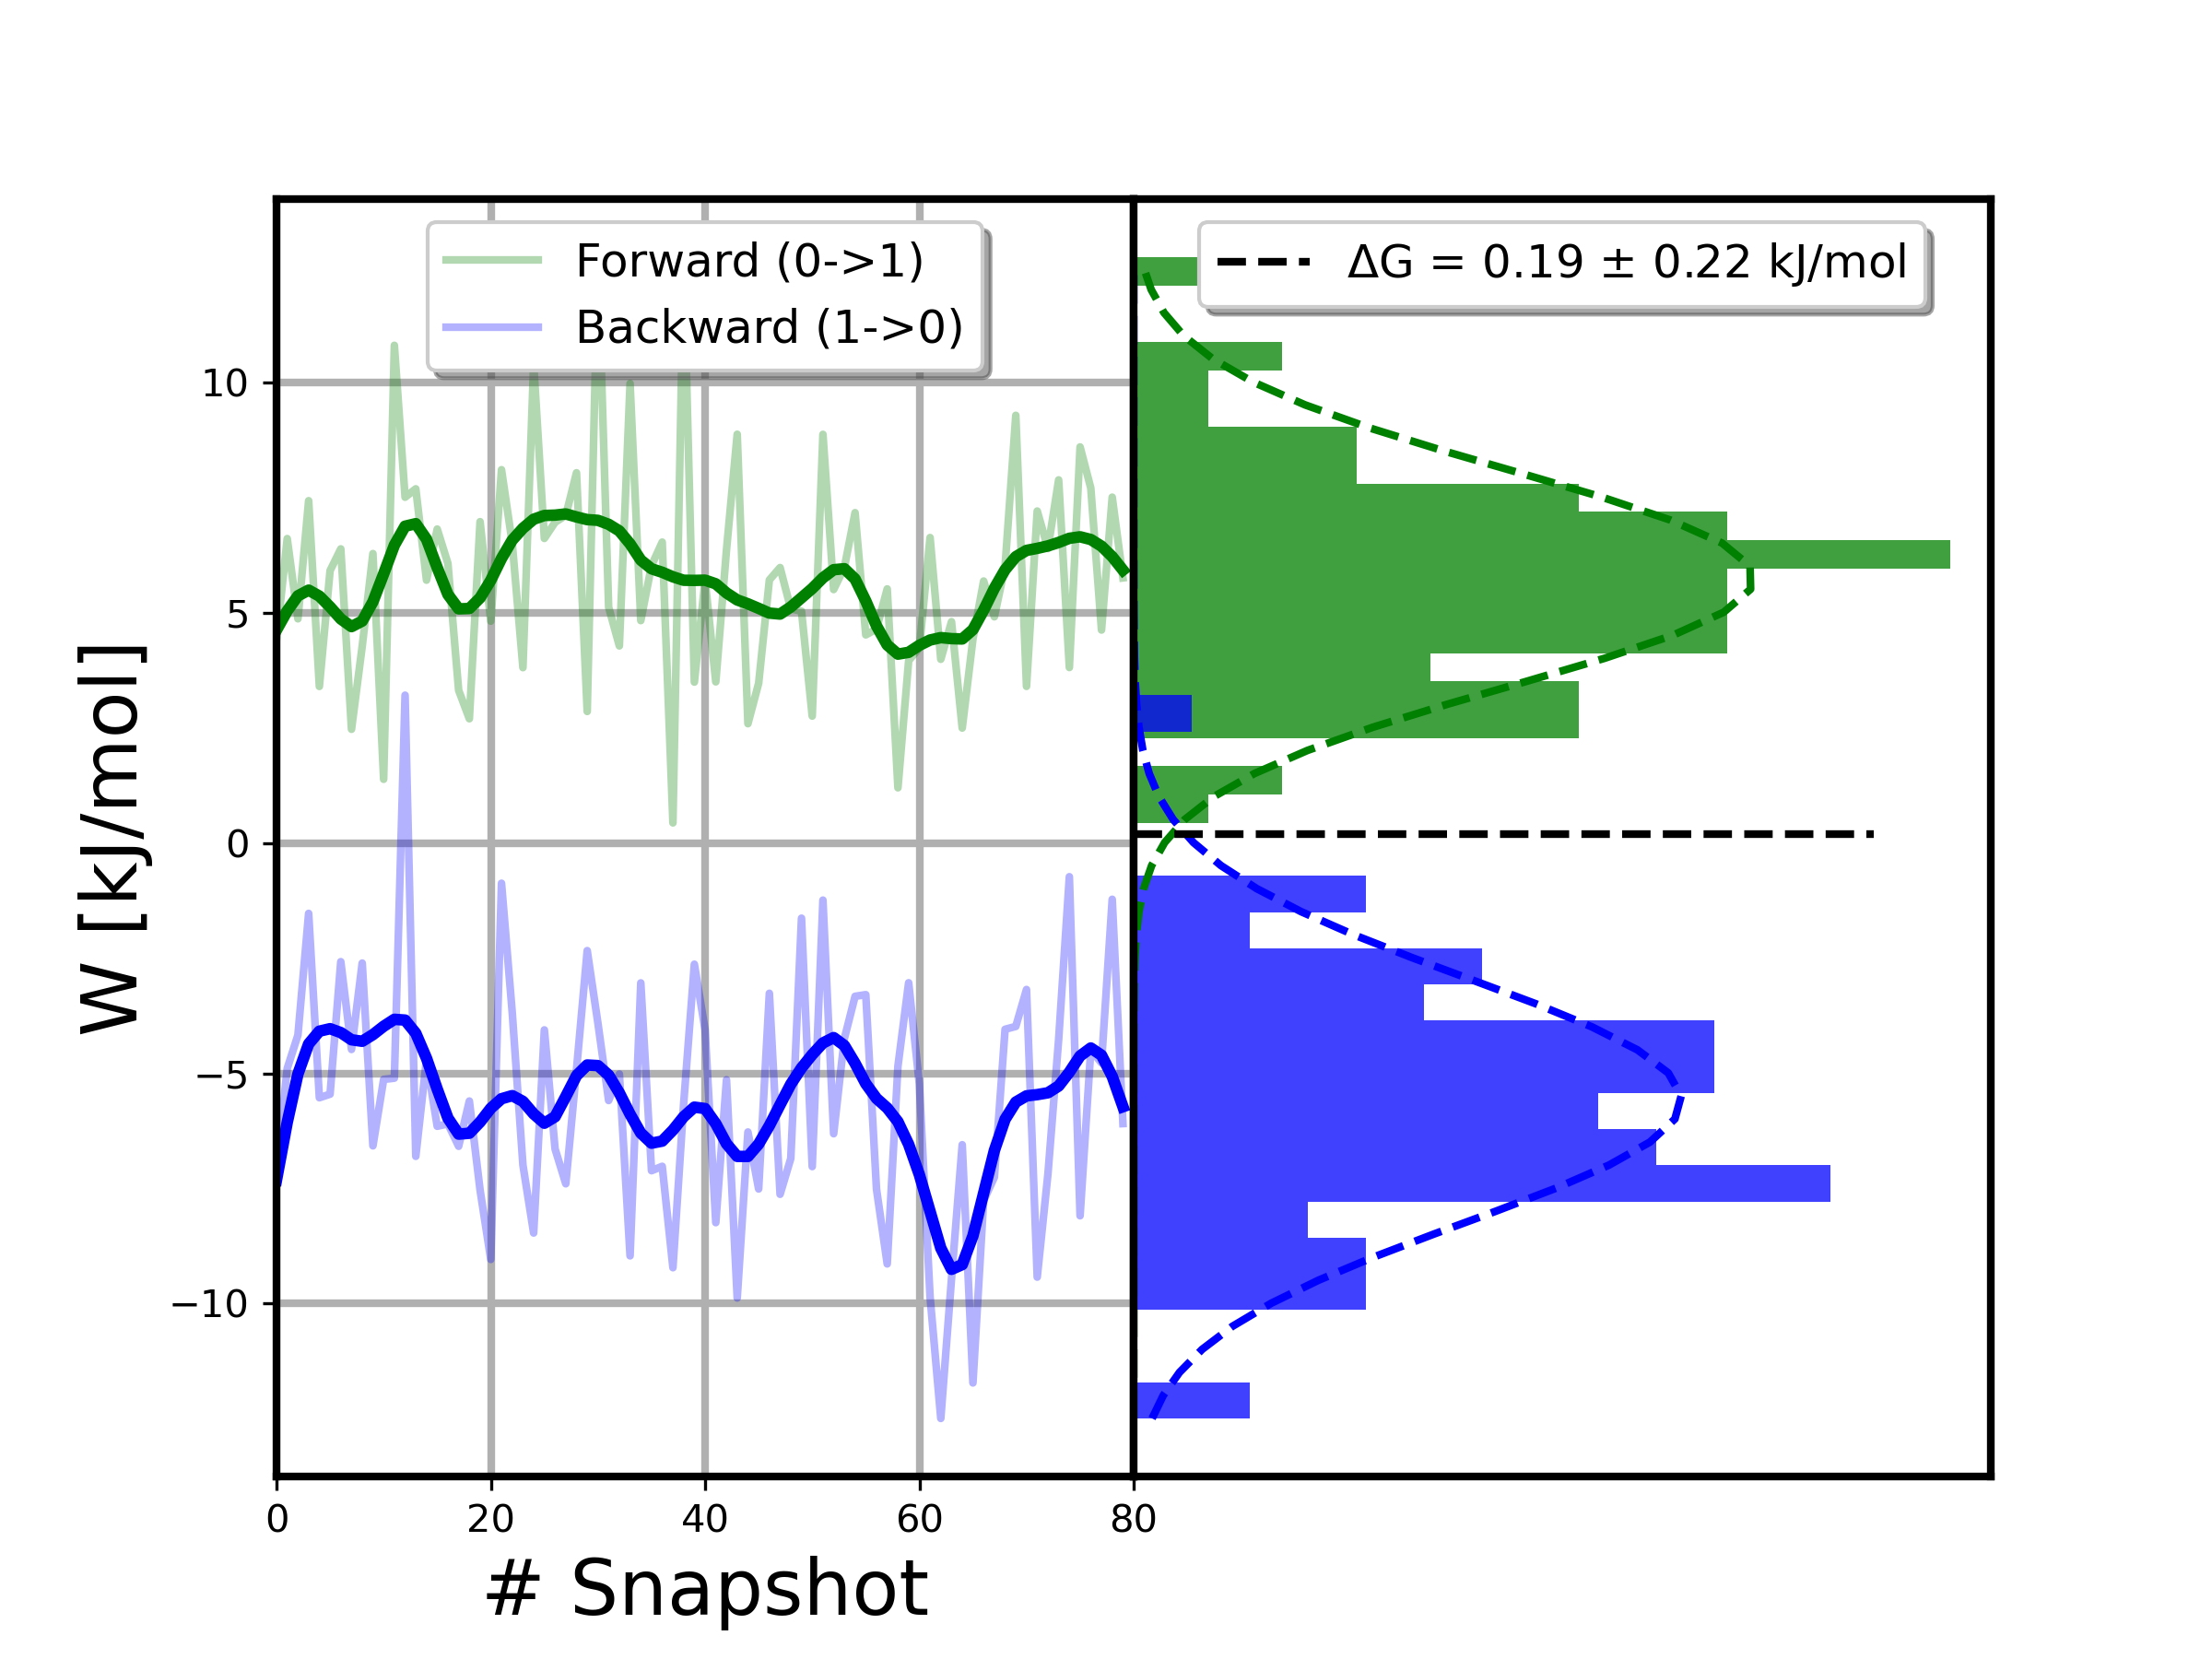 Forward (0->1)
Backward (1->0)
ΔG = 0.19 ± 0.22 kJ/mol
W [kJ/mol]
10
5
0
−5
−10
0 20 40 60 80
# Snapshot